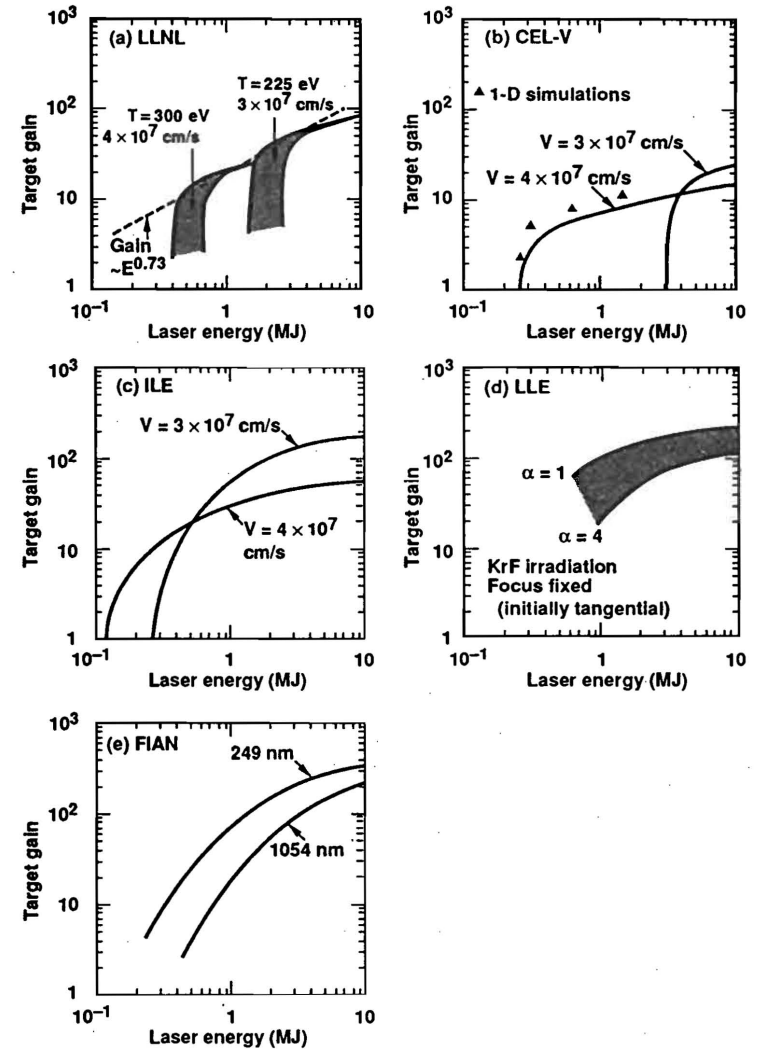 (a) LLNL
T = 225 eV
3 × 10⁷ cm/s
T = 300 eV
4 × 10⁷ cm/s
Gain
~E⁰·⁷³
Target gain
10³
10²
10
1
10⁻¹
1
10
Laser energy (MJ)
(b) CEL-V
▲ 1-D simulations
V = 3 × 10⁷ cm/s
V = 4 × 10⁷ cm/s
Target gain
10³
10²
10
1
10⁻¹
1
10
Laser energy (MJ)
(c) ILE
V = 3 × 10⁷ cm/s
V = 4 × 10⁷
cm/s
Target gain
10³
10²
10
1
10⁻¹
1
10
Laser energy (MJ)
(d) LLE
α = 1
α = 4
KrF irradiation
Focus fixed
(initially tangential)
Target gain
10³
10²
10
1
10⁻¹
1
10
Laser energy (MJ)
(e) FIAN
249 nm
1054 nm
Target gain
10³
10²
10
1
10⁻¹
1
10
Laser energy (MJ)